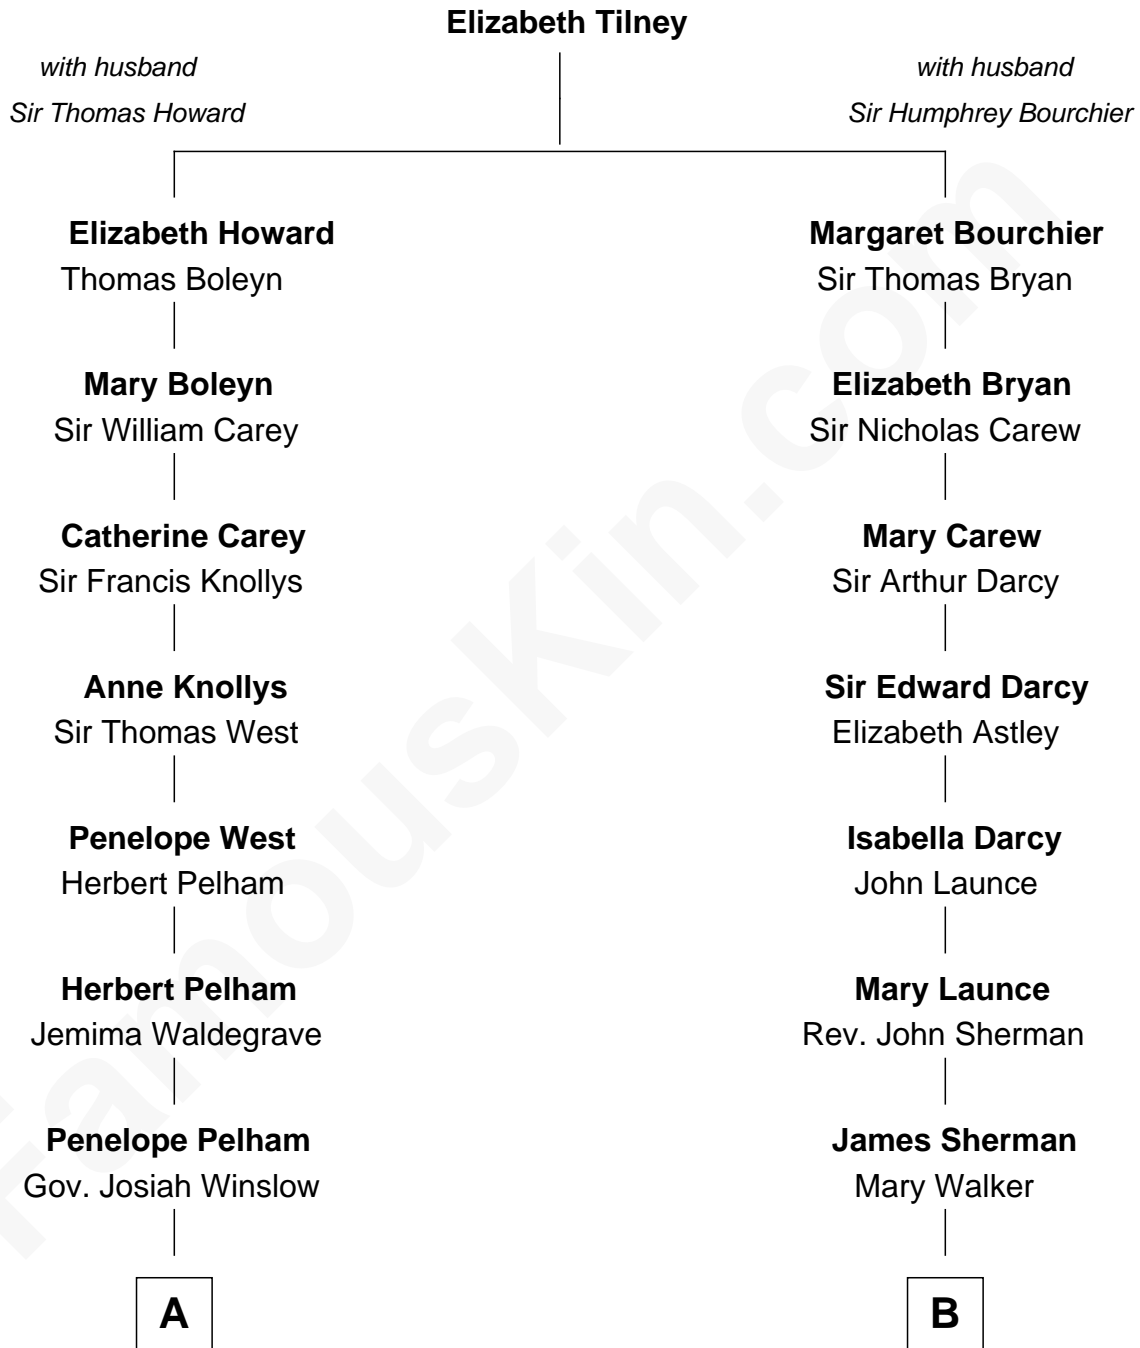 Elizabeth Tilney
with husband
Sir Thomas Howard
with husband
Sir Humphrey Bourchier
Elizabeth Howard
Thomas Boleyn
Margaret Bourchier
Sir Thomas Bryan
Mary Boleyn
Sir William Carey
Elizabeth Bryan
Sir Nicholas Carew
Catherine Carey
Sir Francis Knollys
Mary Carew
Sir Arthur Darcy
Anne Knollys
Sir Thomas West
Sir Edward Darcy
Elizabeth Astley
Penelope West
Herbert Pelham
Isabella Darcy
John Launce
Herbert Pelham
Jemima Waldegrave
Mary Launce
Rev. John Sherman
Penelope Pelham
Gov. Josiah Winslow
James Sherman
Mary Walker
A
B
FamousKin.com